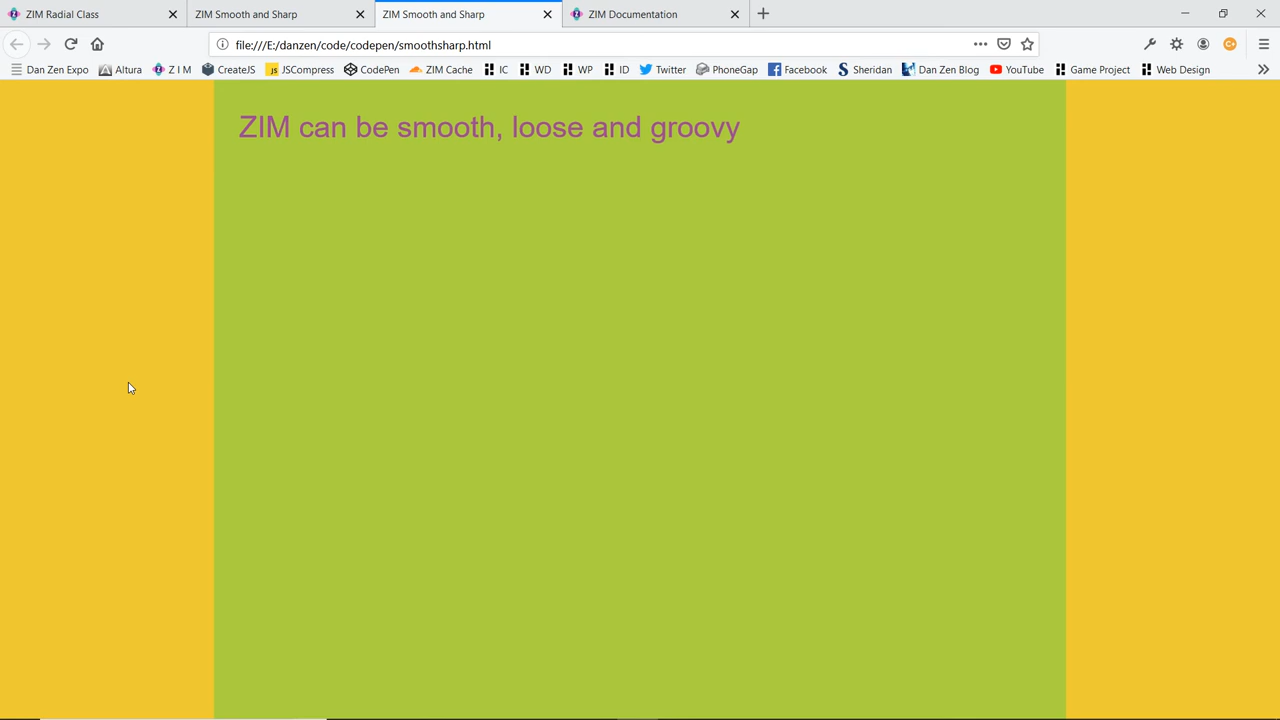 ZIM Radial Class
ZIM Smooth and Sharp
ZIM Smooth and Sharp
ZIM Documentation
file:///E:/danzen/code/codepen/smoothsharp.html
Dan Zen Expo
Altura
Z I M
CreateJS
JS JSCompress
CodePen
ZIM Cache
IC
WD
WP
ID
Twitter
PhoneGap
Facebook
Sheridan
Dan Zen Blog
YouTube
Game Project
Web Design
ZIM can be smooth, loose and groovy